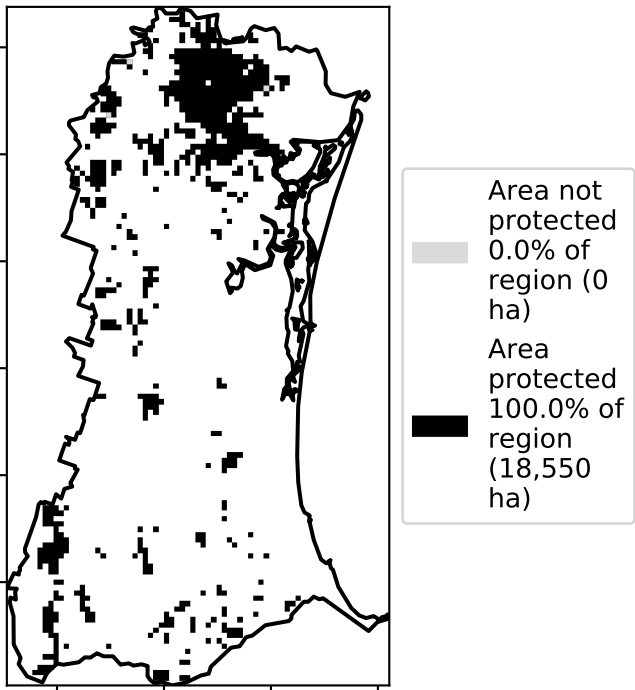 Area not
protected
0.0% of
region (0
ha)
Area
protected
100.0% of
region
(18,550
ha)